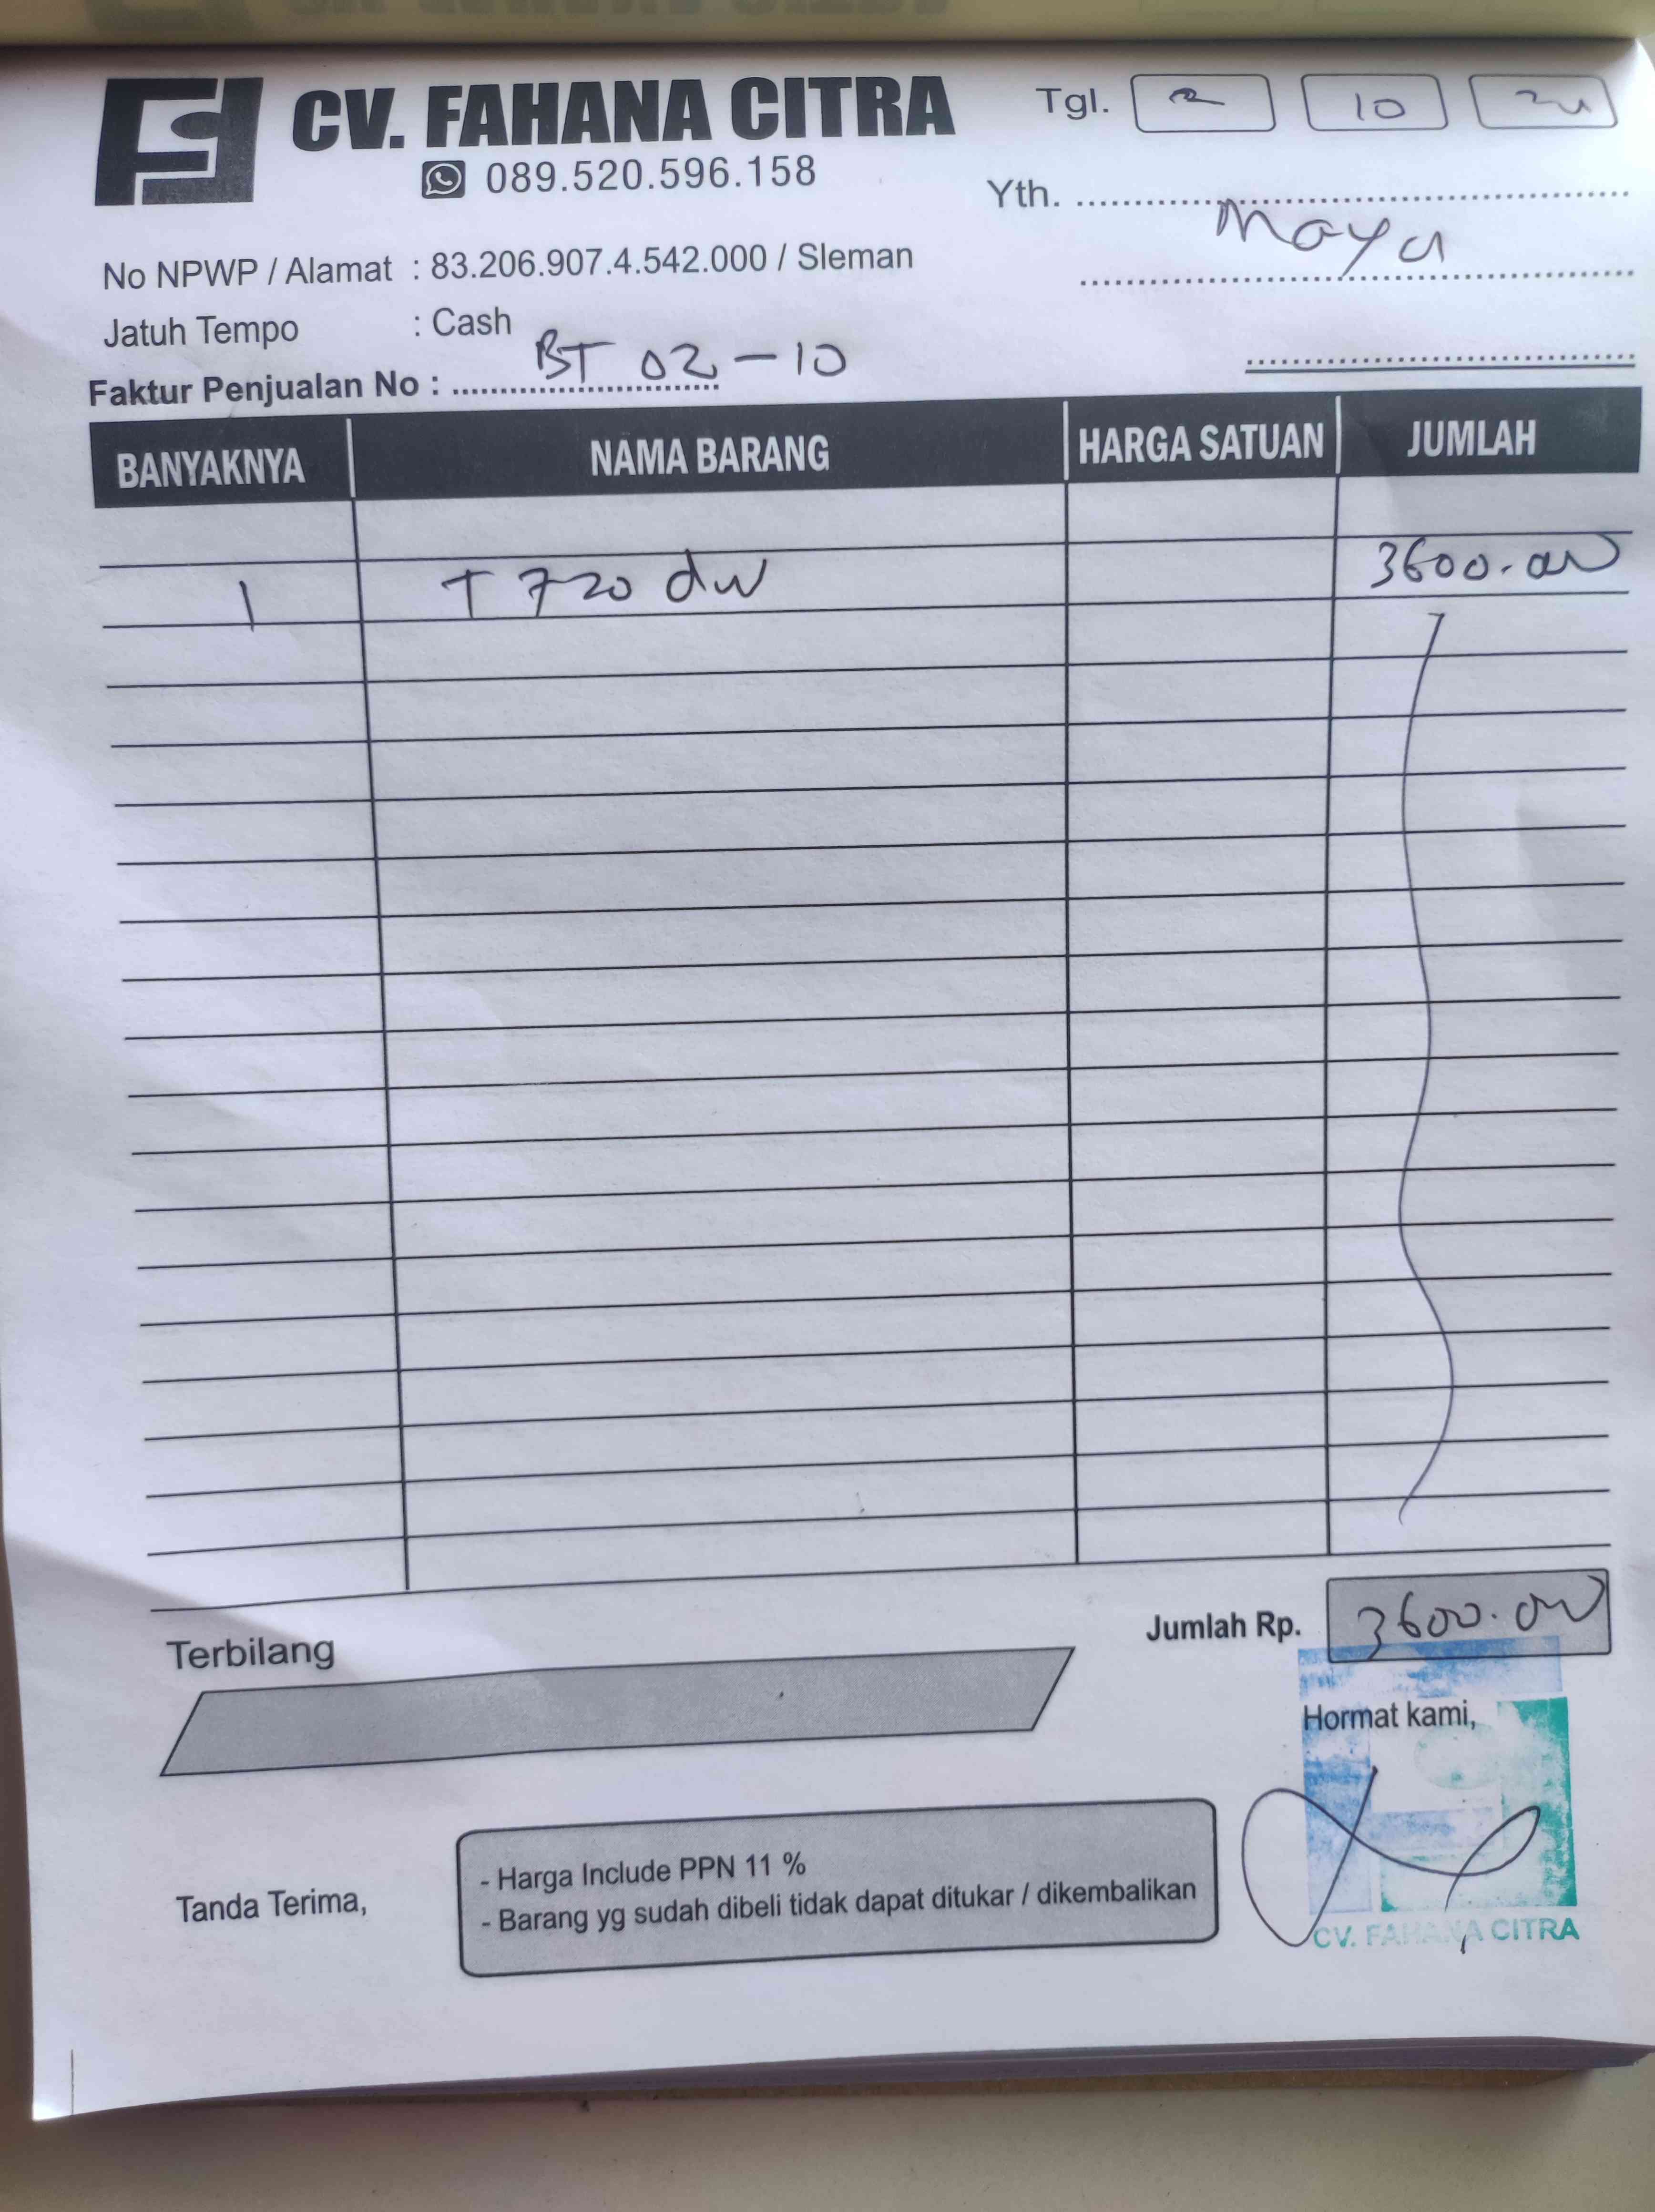 CV. FAHANA CITRA
089.520.596.158
Tgl. 2 10 24
Yth.
Maya
No NPWP / Alamat : 83.206.907.4.542.000 / Sleman
Jatuh Tempo : Cash
Faktur Penjualan No : BT 02-10
BANYAKNYA NAMA BARANG HARGA SATUAN JUMLAH
1 T 720 dw 3600.000
Jumlah Rp. 3600.000
Terbilang
Hormat kami,
Tanda Terima,
- Harga Include PPN 11 %
- Barang yg sudah dibeli tidak dapat ditukar / dikembalikan
CV. FAHANA CITRA